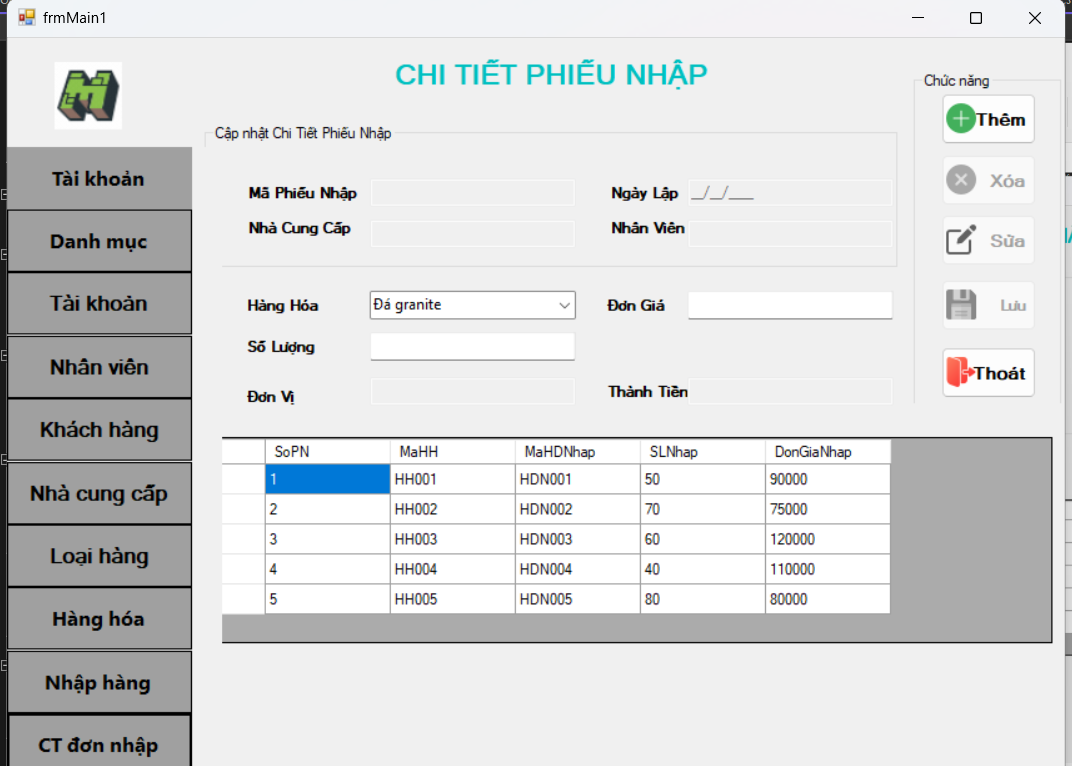 frmMain1
CHI TIẾT PHIẾU NHẬP
Chức năng
Thêm
Xóa
Sửa
Lưu
Thoát
Tài khoản
Danh mục
Tài khoản
Nhân viên
Khách hàng
Nhà cung cấp
Loại hàng
Hàng hóa
Nhập hàng
CT đơn nhập
Cập nhật Chi Tiết Phiếu Nhập
Mã Phiếu Nhập
Ngày Lập __/__/____
Nhà Cung Cấp
Nhân Viên
Hàng Hóa Đá granite
Đơn Giá
Số Lượng
Đơn Vị
Thành Tiền
SoPN MaHH MaHDNhap SLNhap DonGiaNhap
1 HH001 HDN001 50 90000
2 HH002 HDN002 70 75000
3 HH003 HDN003 60 120000
4 HH004 HDN004 40 110000
5 HH005 HDN005 80 80000